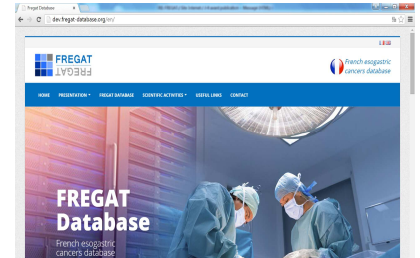 Fregat Database
dev.fregat-database.org/en/
FREGAT
FREGAT
French esogastric
cancers database
HOME PRESENTATION FREGAT DATABASE SCIENTIFIC ACTIVITIES USEFUL LINKS CONTACT
FREGAT
Database
French esogastric
cancers database